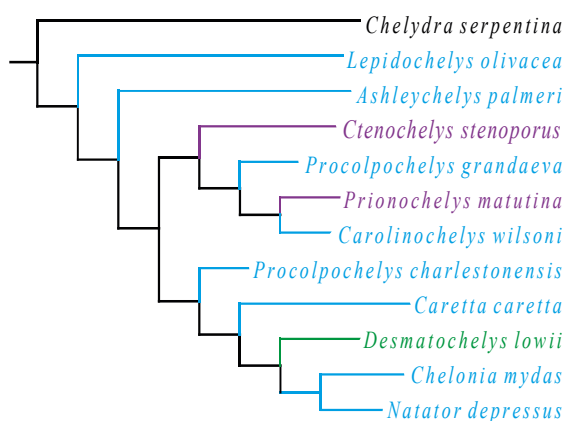 Chelydra serpentina
Lepidochelys olivacea
Ashleychelys palmeri
Ctenochelys stenoporus
Procolpochelys grandaeva
Prionochelys matutina
Carolinochelys wilsoni
Procolpochelys charlestonensis
Caretta caretta
Desmatochelys lowii
Chelonia mydas
Natator depressus